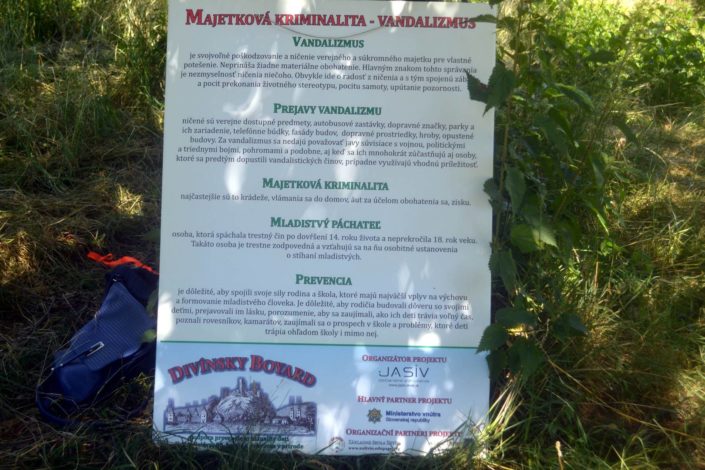 Majetková kriminalita - vandalizmus
Vandalizmus
je svojvoľné poškodzovanie a ničenie verejného a súkromného majetku pre vlastné
potešenie. Neprináša žiadne materiálne obohatenie. Hlavným znakom tohto správania
je nezmyselnosť ničenia niečoho. Obvykle ide o radosť z ničenia a s tým spojenú
a pocit prekonania životného stereotypu, pocitu samoty, upútanie pozornosti.
Prejavy vandalizmu
ničené sú verejne dostupné predmety, autobusové zastávky, dopravné značky, parky a
ich zariadenie, telefónne búdky, fasády budov, dopravné prostriedky, hroby, opustené
budovy. Za vandalizmus sa nedajú považovať javy súvisiace s vojnou, politickými
a triednymi bojmi, pohromami a podobne, aj keď sa ich mnohokrát zúčastňujú aj osoby,
ktoré sa predtým dopustili vandalistických činov, prípadne využívajú vhodnú príležitosť.
Majetková kriminalita
najčastejšie sú to krádeže, vlámania sa do domov, áut za účelom obohatenia sa, zisku.
Mladistvý páchateľ
osoba, ktorá spáchala trestný čin po dovŕšení 14. roku života a neprekročila 18. rok veku.
Takáto osoba je trestne zodpovedná a vzťahujú sa na ňu osobitné ustanovenia
o stíhaní mladistvých.
Prevencia
je dôležité, aby spojili svoje sily rodina a škola, ktoré majú najväčší vplyv na výchovu
a formovanie mladistvého človeka. Je dôležité, aby rodičia budovali dôveru so svojimi
deťmi, prejavovali im lásku, porozumenie, aby sa zaujímali, ako ich deti trávia voľný čas,
poznali rovesníkov, kamarátov, zaujímali sa o prospech v škole a problémy, ktoré deti
trápia ohľadom školy i mimo nej.
Divínsky Boyard
Organizátor projektu
JASIV
Hlavný partner projektu
Ministerstvo vnútra
Slovenskej republiky
Organizační partneri projektu
Základná škola